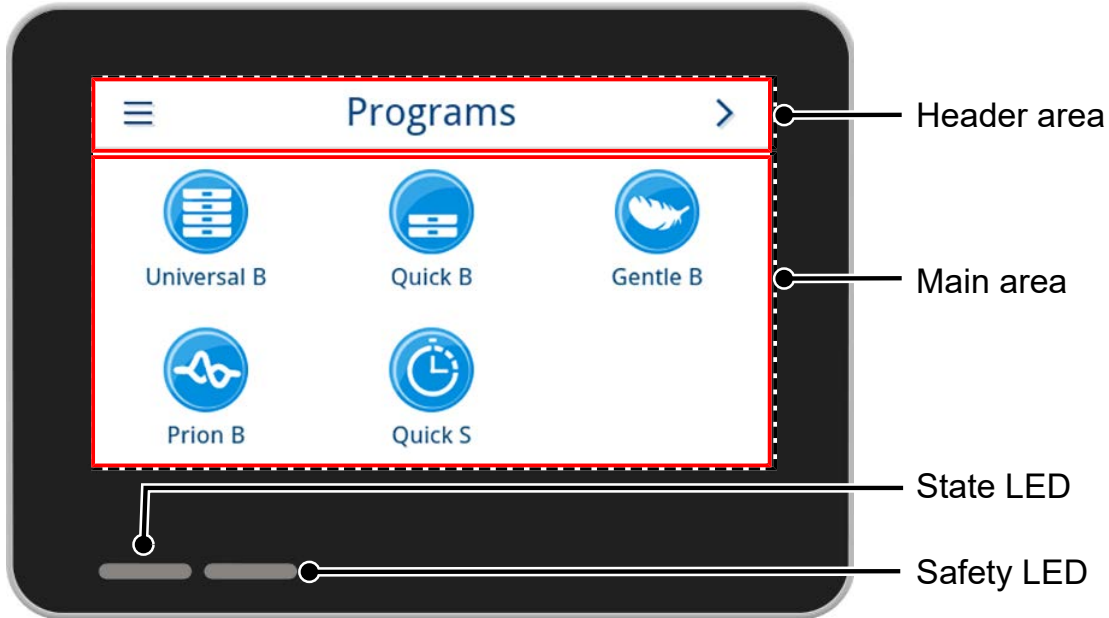 Programs
Header area
Universal B
Quick B
Gentle B
Main area
Prion B
Quick S
State LED
Safety LED